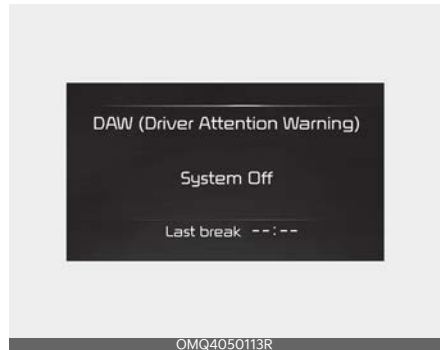 DAW (Driver Attention Warning)
System Off
Last break --:--
OMQ4050113R